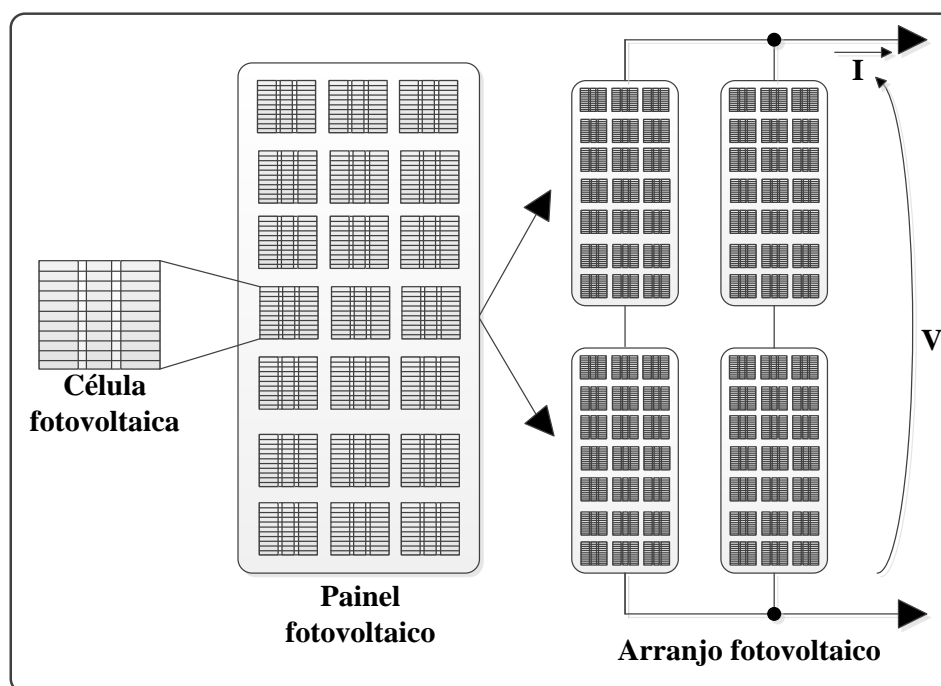 Célula
fotovoltaica
Painel
fotovoltaico
I
V
Arranjo fotovoltaico